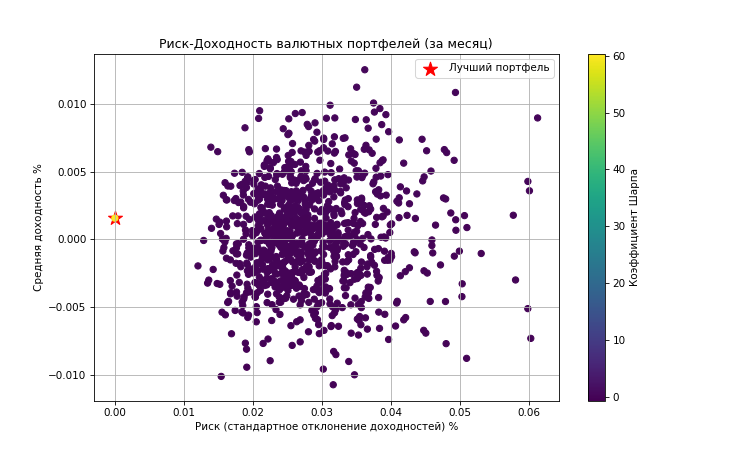 Риск-Доходность валютных портфелей (за месяц)
Лучший портфель
Средняя доходность %
0.010
0.005
0.000
−0.005
−0.010
0.00 0.01 0.02 0.03 0.04 0.05 0.06
Риск (стандартное отклонение доходностей) %
60
50
40
30
20
10
0
Коэффициент Шарпа